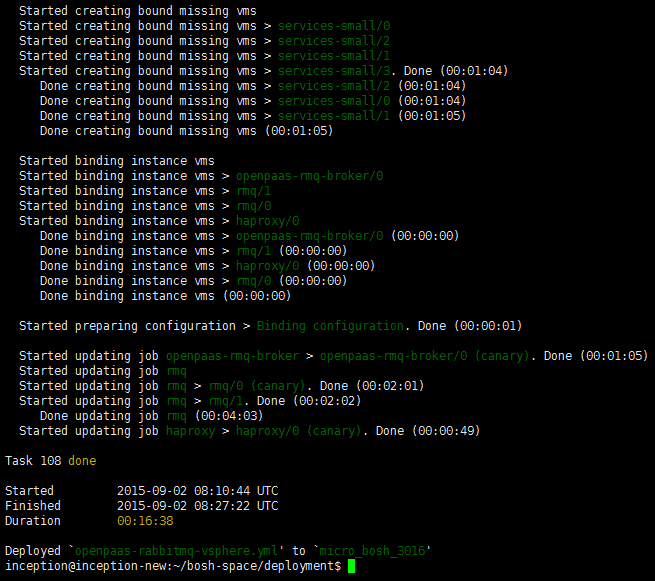 Started creating bound missing vms
Started creating bound missing vms > services-small/0
Started creating bound missing vms > services-small/2
Started creating bound missing vms > services-small/1
Started creating bound missing vms > services-small/3. Done (00:01:04)
Done creating bound missing vms > services-small/2 (00:01:04)
Done creating bound missing vms > services-small/0 (00:01:04)
Done creating bound missing vms > services-small/1 (00:01:05)
Done creating bound missing vms (00:01:05)
Started binding instance vms
Started binding instance vms > openpaas-rmq-broker/0
Started binding instance vms > rmq/1
Started binding instance vms > rmq/0
Started binding instance vms > haproxy/0
Done binding instance vms > openpaas-rmq-broker/0 (00:00:00)
Done binding instance vms > rmq/1 (00:00:00)
Done binding instance vms > haproxy/0 (00:00:00)
Done binding instance vms > rmq/0 (00:00:00)
Done binding instance vms (00:00:00)
Started preparing configuration > Binding configuration. Done (00:00:01)
Started updating job openpaas-rmq-broker > openpaas-rmq-broker/0 (canary). Done (00:01:05)
Started updating job rmq
Started updating job rmq > rmq/0 (canary). Done (00:02:01)
Started updating job rmq > rmq/1. Done (00:02:02)
Done updating job rmq (00:04:03)
Started updating job haproxy > haproxy/0 (canary). Done (00:00:49)
Task 108 done
Started 2015-09-02 08:10:44 UTC
Finished 2015-09-02 08:27:22 UTC
Duration 00:16:38
Deployed `openpaas-rabbitmq-vsphere.yml' to `micro_bosh_3016'
inception@inception-new:~/bosh-space/deployment$